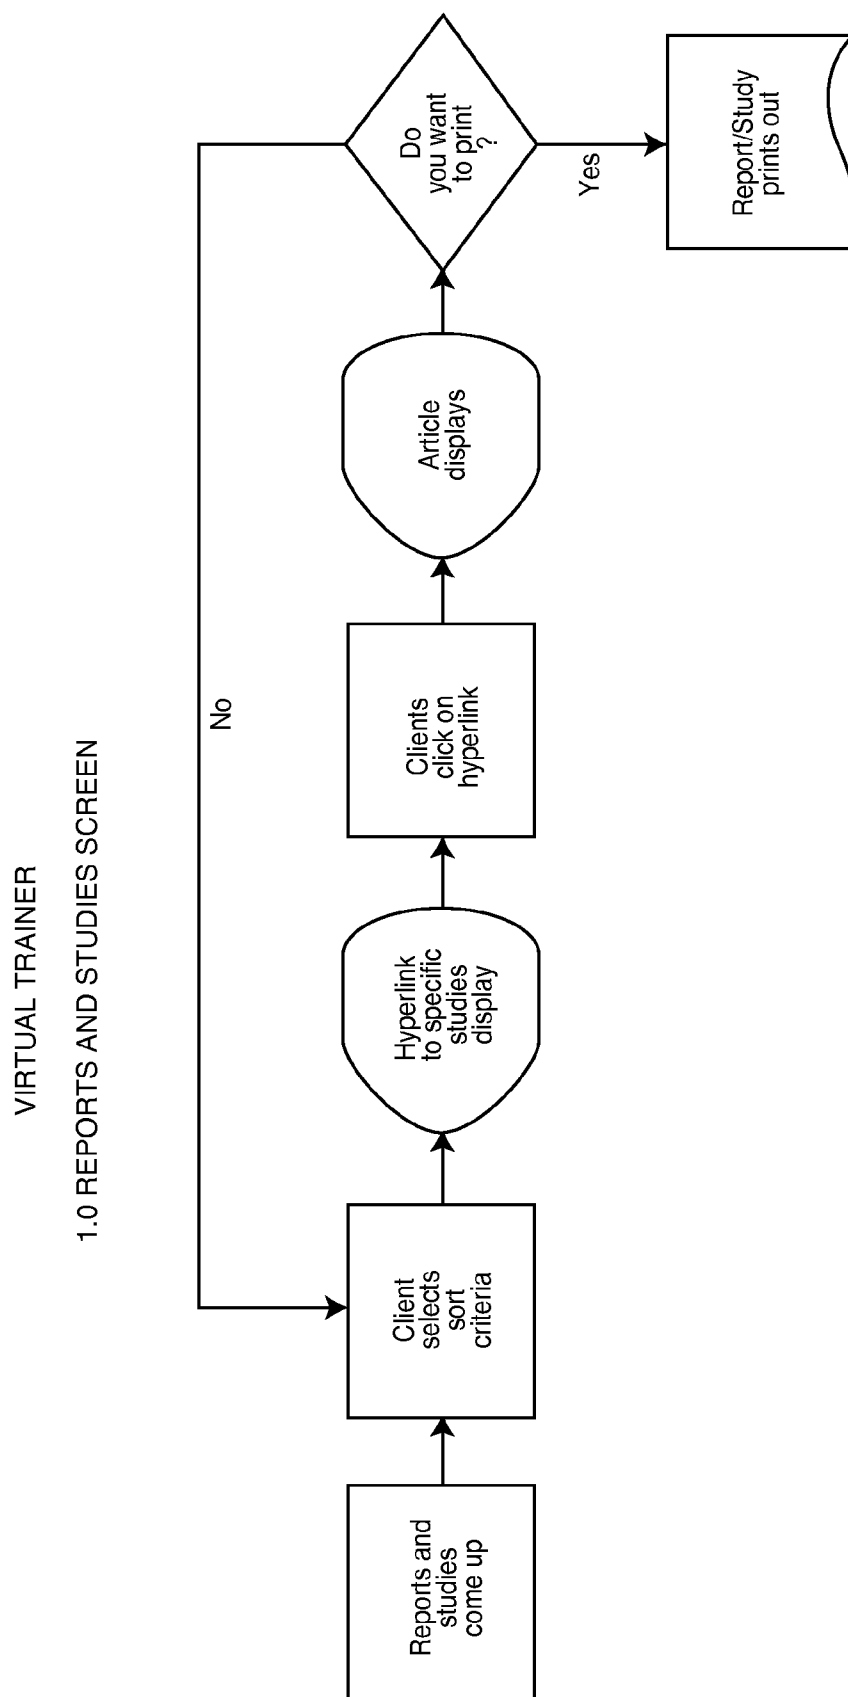 VIRTUAL TRAINER
1.0 REPORTS AND STUDIES SCREEN
No
Reports and
studies
come up
Client
selects
sort
criteria
Hyperlink
to specific
studies
display
Clients
click on
hyperlink
Article
displays
Do
you want
to print
?
Yes
Report/Study
prints out